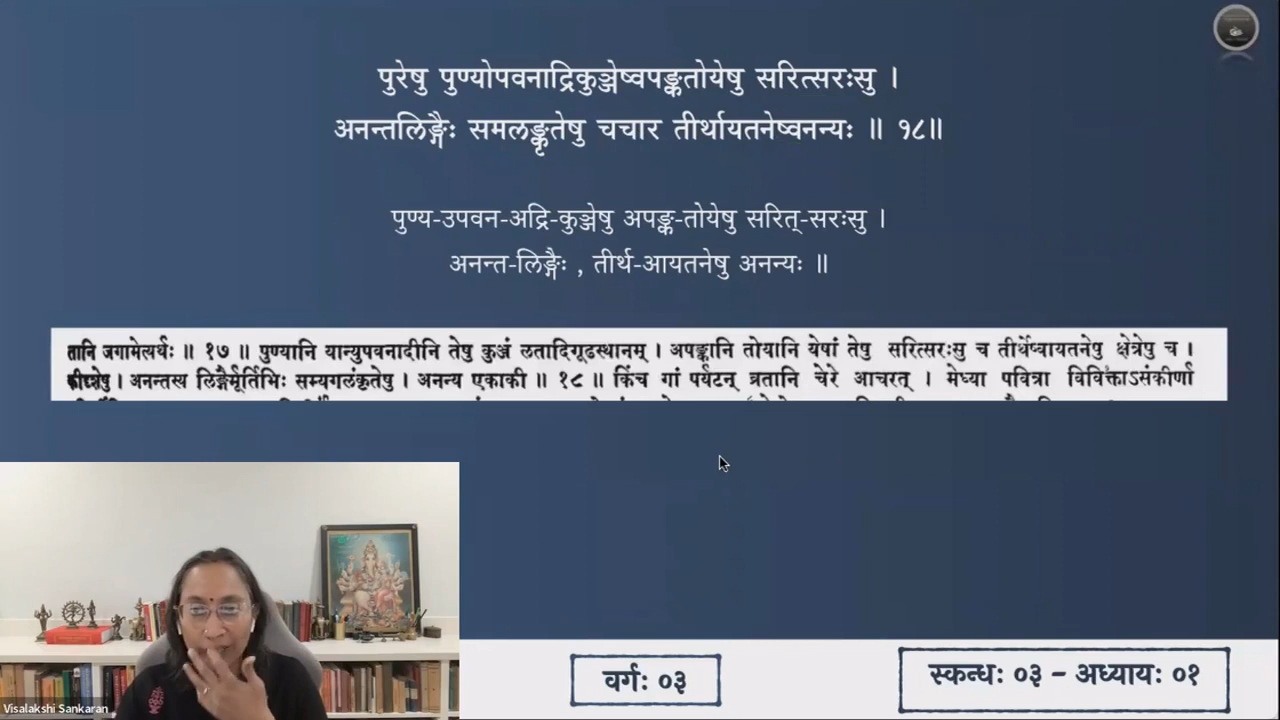 पुरेषु पुण्योपवनाद्रिकुञ्जेष्वपङ्कतोयेषु सरित्सरःसु ।
अनन्तलिङ्गैः समलङ्कृतेषु चचार तीर्थायतनेष्वनन्यः ॥ १८॥
पुण्य-उपवन-अद्रि-कुञ्जेषु अपङ्क-तोयेषु सरित्-सरःसु ।
अनन्त-लिङ्गैः , तीर्थ-आयतनेषु अनन्यः ॥
तानि जगामेत्यर्थः ॥ १७ ॥ पुण्यानि यान्युपवनादीनि तेषु कुञ्जं लतादिगूढस्थानम् । अपङ्कानि तोयानि येषां तेषु सरित्सरःसु च तीर्थेष्वायतनेषु क्षेत्रेषु च ।
अनन्तस्य लिङ्गैर्मूर्तिभिः सम्यगलंकृतेषु । अनन्य एकाकी ॥ १८ ॥ किंच गां पर्यटन् व्रतानि चेरे आचरत् । मेध्या पवित्रा विविक्ताऽसंकीर्णा
वर्गः ०३
स्कन्धः ०३ – अध्यायः ०१
Visalakshi Sankaran